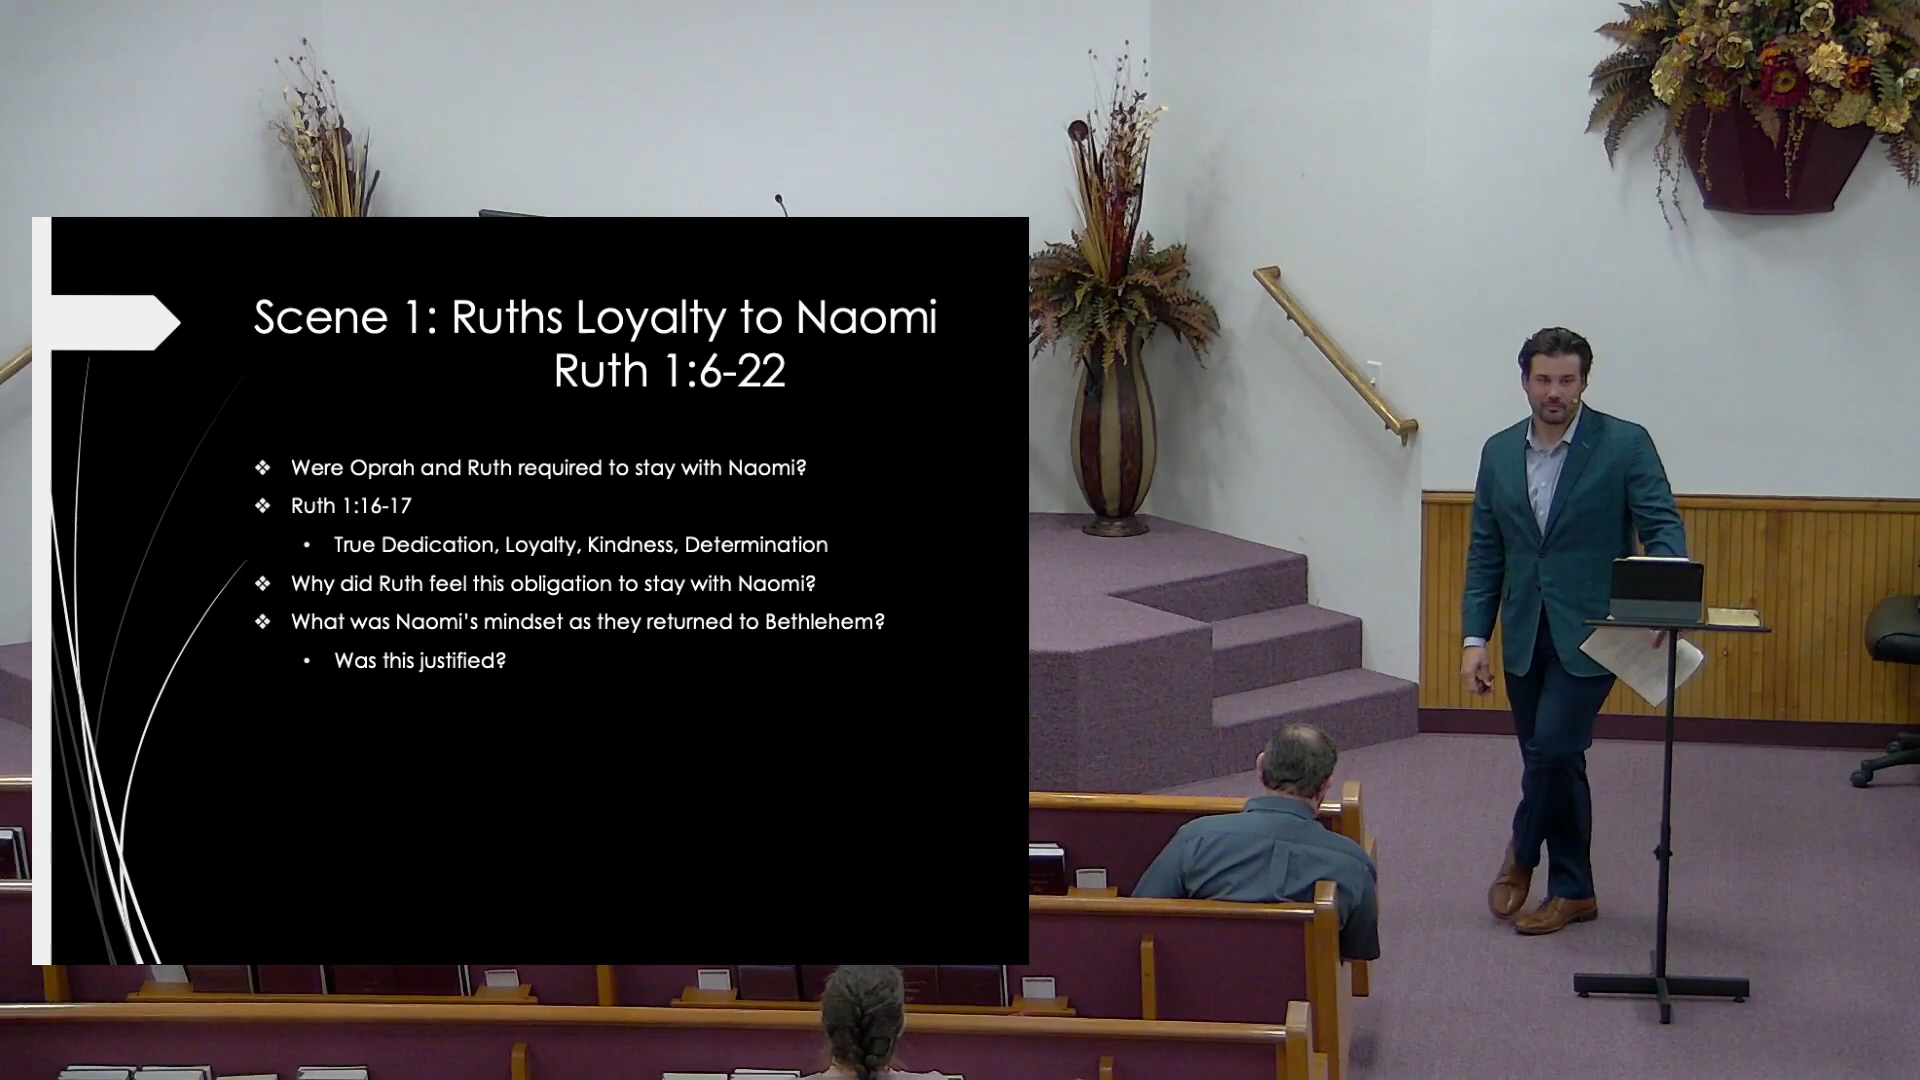 Scene 1: Ruths Loyalty to Naomi
Ruth 1:6-22
❖ Were Oprah and Ruth required to stay with Naomi?
❖ Ruth 1:16-17
• True Dedication, Loyalty, Kindness, Determination
❖ Why did Ruth feel this obligation to stay with Naomi?
❖ What was Naomi's mindset as they returned to Bethlehem?
• Was this justified?